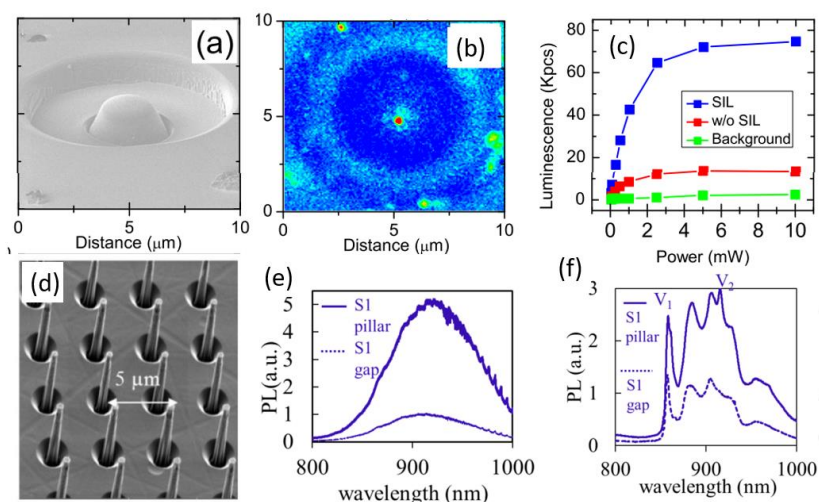 (a)
0 5 10
Distance (µm)
(b)
10
5
0
0 5 10
Distance (µm)
(c)
Luminescence (Kpcs)
80
60
40
20
10
0
SIL
w/o SIL
Background
0 2 4 6 8 10
Power (mW)
(d)
5 µm
(e)
PL(a.u.)
5
4
3
2
1
0
S1
pillar
S1
gap
800 900 1000
wavelength (nm)
(f)
PL (a.u.)
3
2
1
0
V1
V2
S1
pillar
S1
gap
800 900 1000
wavelength (nm)